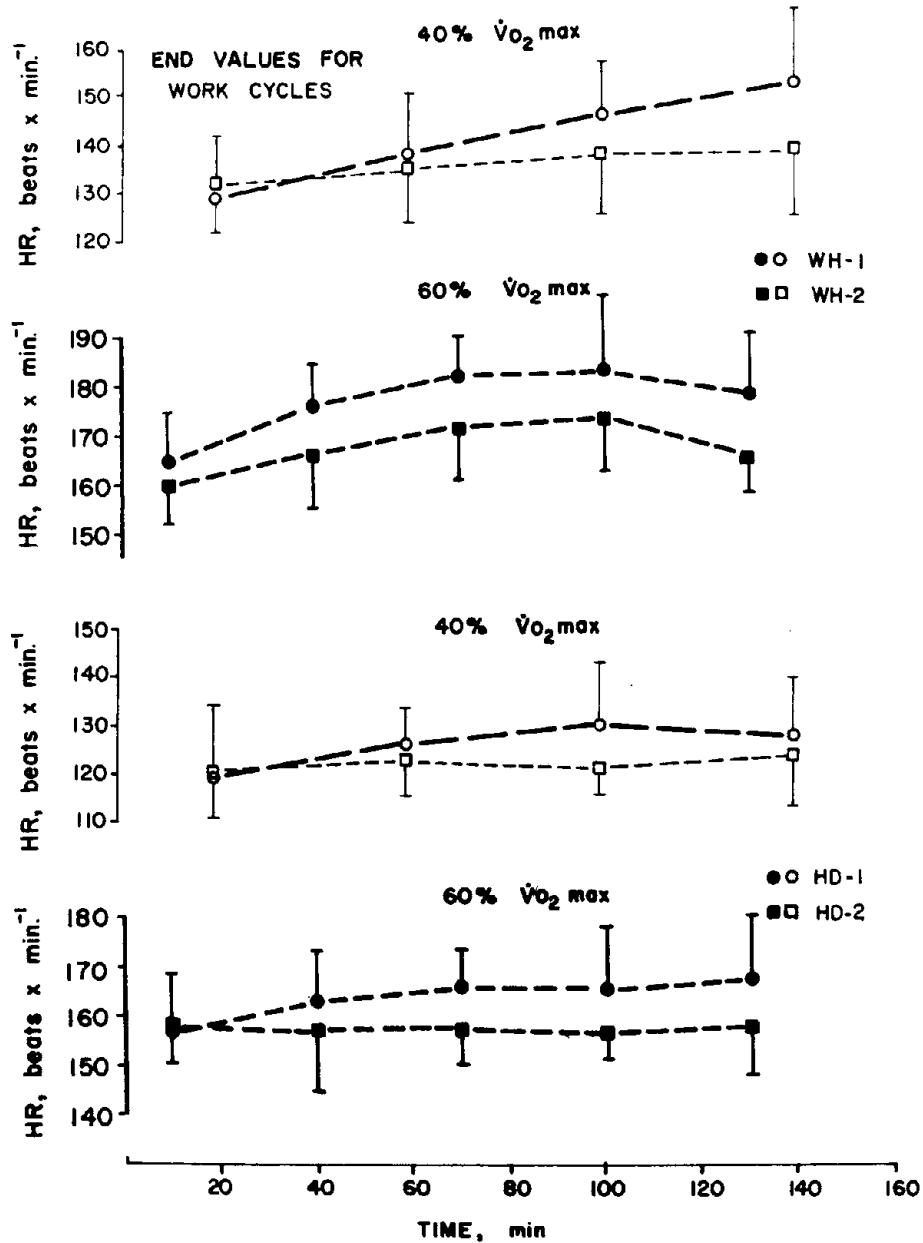 40% V̇O₂ max
END VALUES FOR
WORK CYCLES
HR, beats x min.⁻¹
160
150
140
130
120
WH-1
WH-2
60% V̇O₂ max
HR, beats x min.⁻¹
190
180
170
160
150
40% V̇O₂ max
HR, beats x min.⁻¹
150
140
130
120
110
HD-1
HD-2
60% V̇O₂ max
HR, beats x min.⁻¹
180
170
160
150
140
20 40 60 80 100 120 140 160
TIME, min